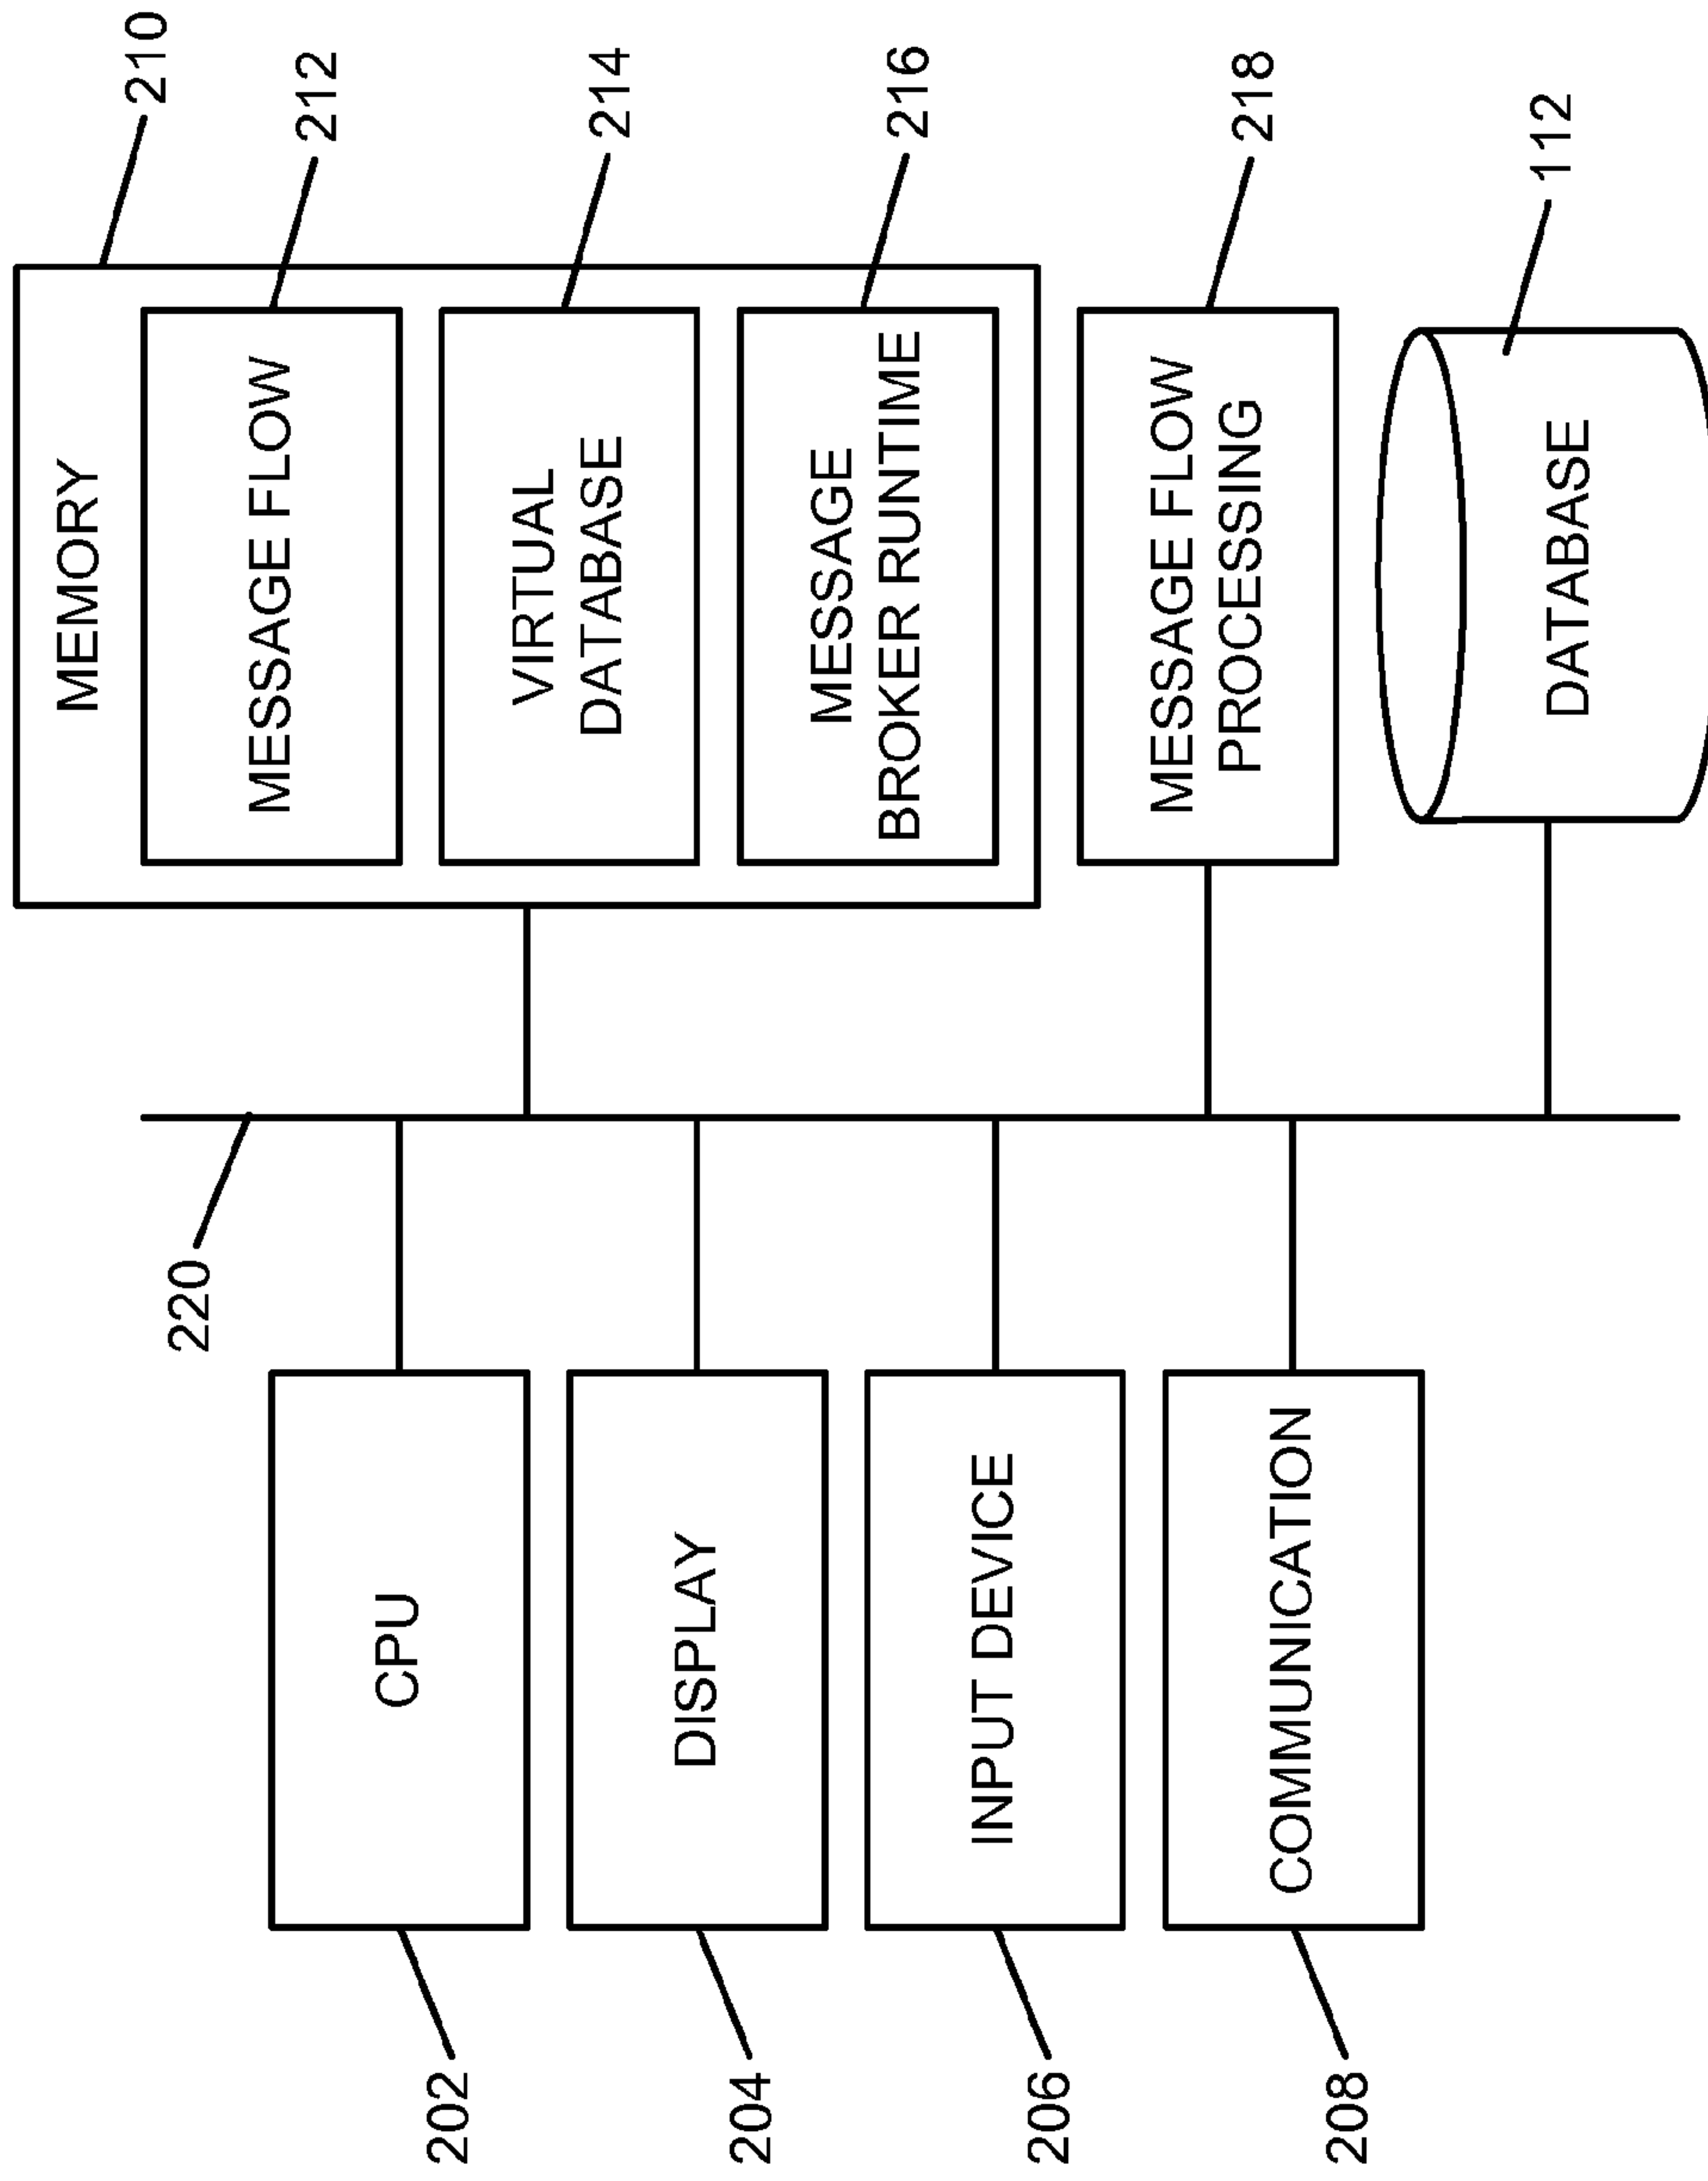 220
202
CPU
204
DISPLAY
206
INPUT DEVICE
208
COMMUNICATION
MEMORY
210
MESSAGE FLOW
212
VIRTUAL
DATABASE
214
MESSAGE
BROKER RUNTIME
216
MESSAGE FLOW
PROCESSING
218
DATABASE
112